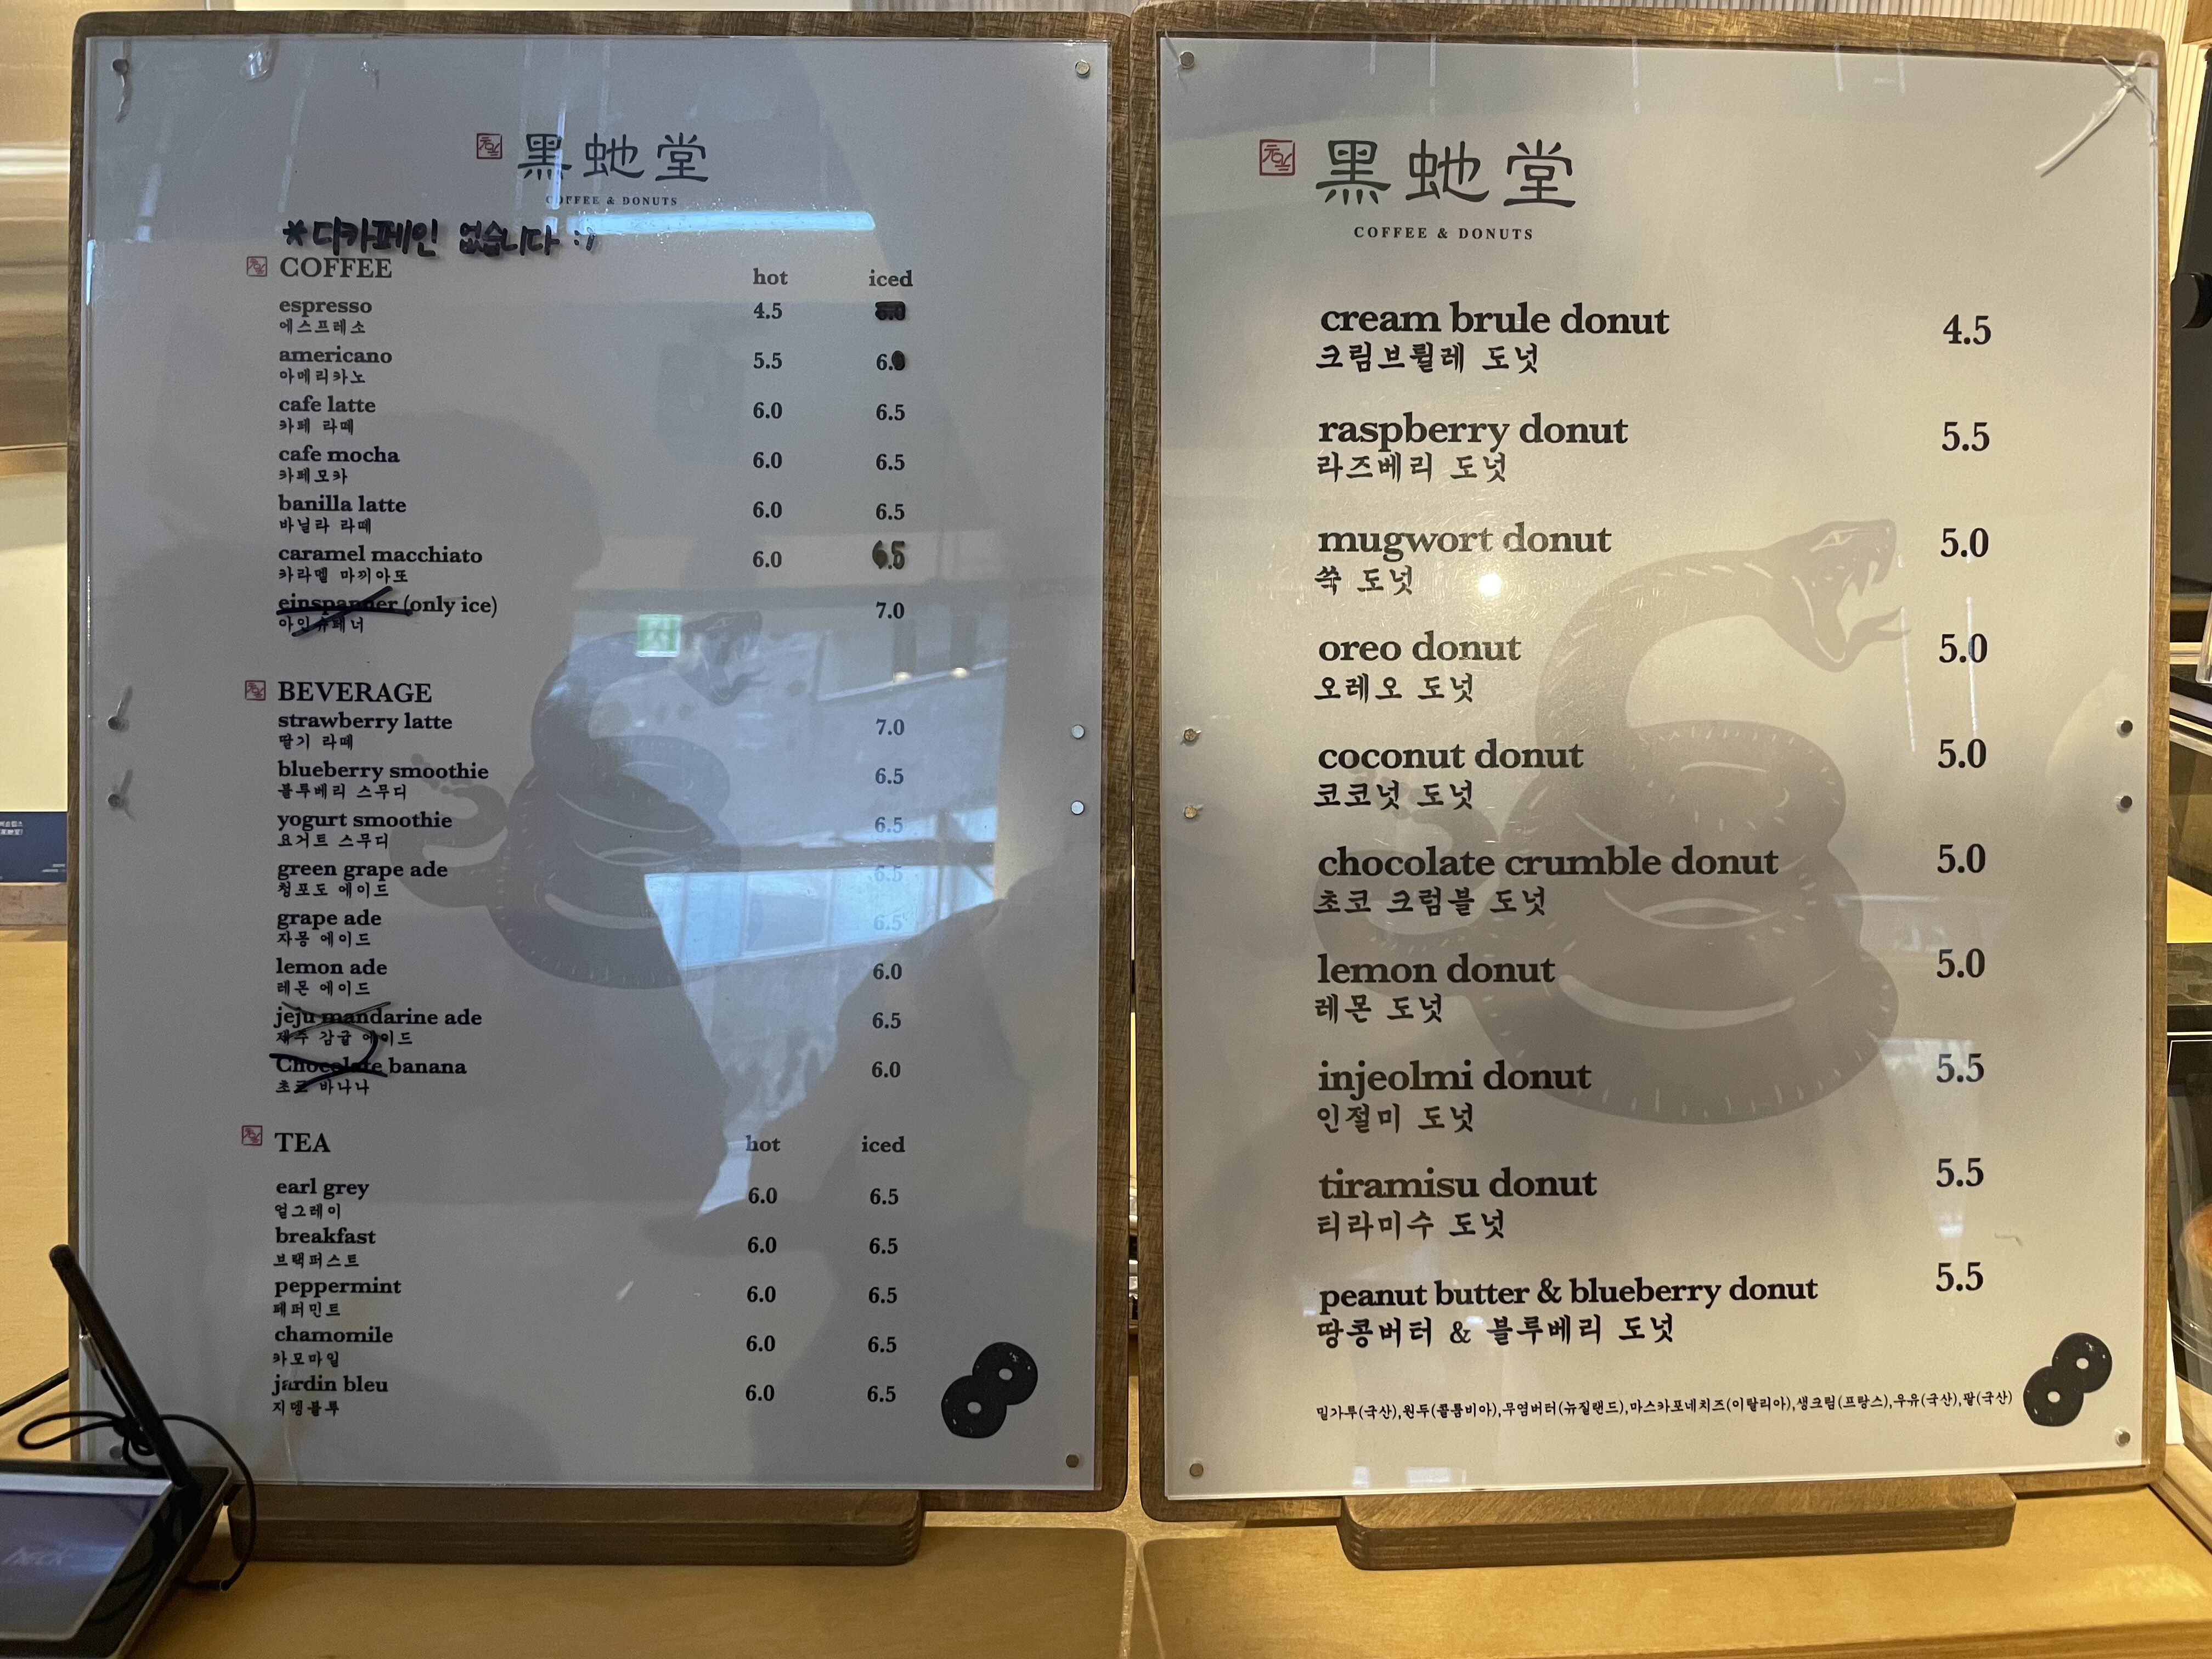 黑虵堂
COFFEE & DONUTS
*디카페인 없습니다 :)
COFFEE
hot iced
espresso 4.5
에스프레소
americano 5.5
아메리카노
cafe latte 6.0 6.5
카페 라떼
cafe mocha 6.0 6.5
카페모카
banilla latte 6.0 6.5
바닐라 라떼
caramel macchiato 6.0 6.5
카라멜 마끼아또
einspanner (only ice) 7.0
아인슈페너
BEVERAGE
strawberry latte 7.0
딸기 라떼
blueberry smoothie 6.5
블루베리 스무디
yogurt smoothie 6.5
요거트 스무디
green grape ade 6.5
청포도 에이드
grape ade 6.5
자몽 에이드
lemon ade 6.0
레몬 에이드
jeju mandarine ade 6.5
제주 감귤 에이드
Chocolate banana 6.0
초코 바나나
TEA hot iced
earl grey 6.0 6.5
얼그레이
breakfast 6.0 6.5
브랙퍼스트
peppermint 6.0 6.5
페퍼민트
chamomile 6.0 6.5
카모마일
jardin bleu 6.0 6.5
지뎅블루
黑虵堂
COFFEE & DONUTS
cream brule donut 4.5
크림브륄레 도넛
raspberry donut 5.5
라즈베리 도넛
mugwort donut 5.0
쑥 도넛
oreo donut 5.0
오레오 도넛
coconut donut 5.0
코코넛 도넛
chocolate crumble donut 5.0
초코 크럼블 도넛
lemon donut 5.0
레몬 도넛
injeolmi donut 5.5
인절미 도넛
tiramisu donut 5.5
티라미수 도넛
peanut butter & blueberry donut 5.5
땅콩버터 & 블루베리 도넛
밀가루(국산),원두(콜롬비아),무염버터(뉴질랜드),마스카포네치즈(이탈리아),생크림(프랑스),우유(국산),팥(국산)